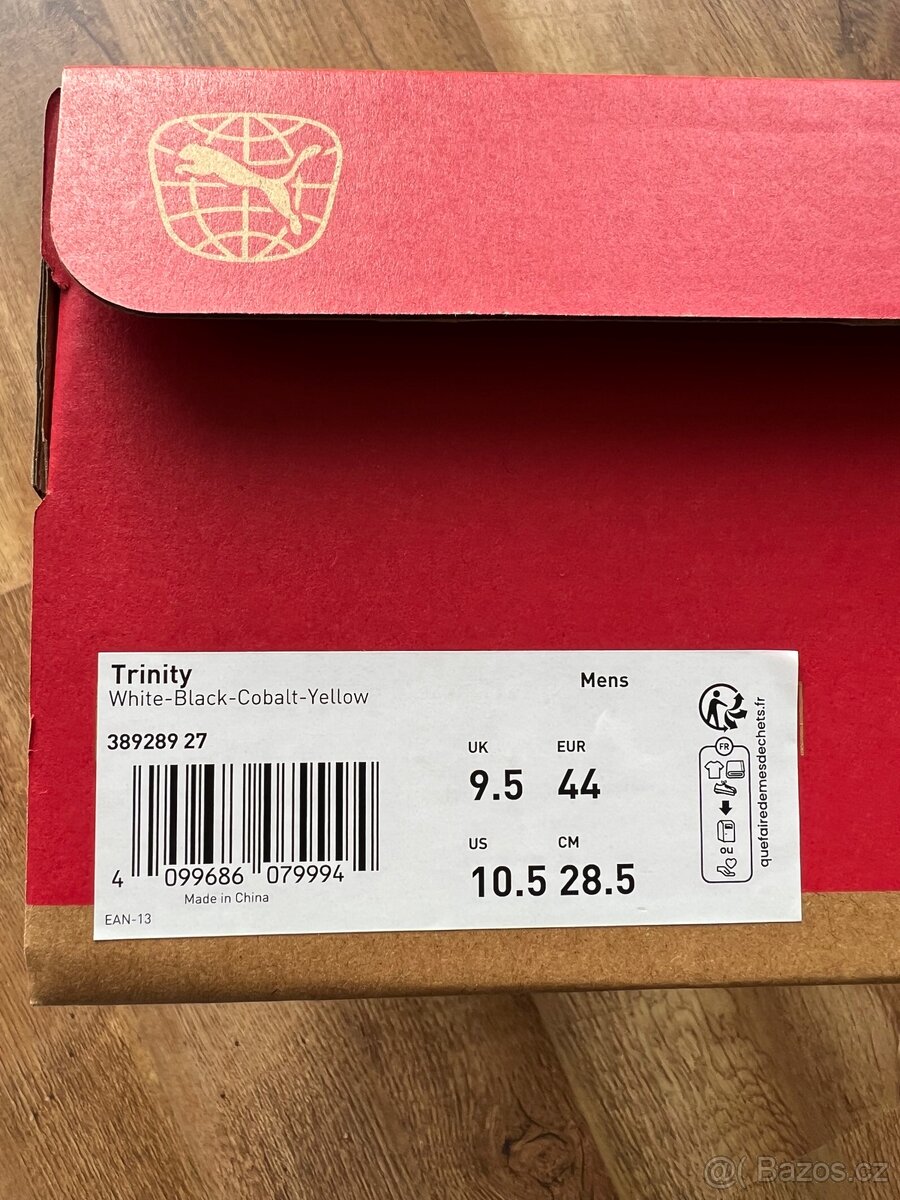 Trinity
White-Black-Cobalt-Yellow
Mens
389289 27
UK EUR
9.5 44
US CM
10.5 28.5
4 099686 079994
Made in China
EAN-13
FR
ou
quefairedemesdechets.fr
@( Bazos.cz